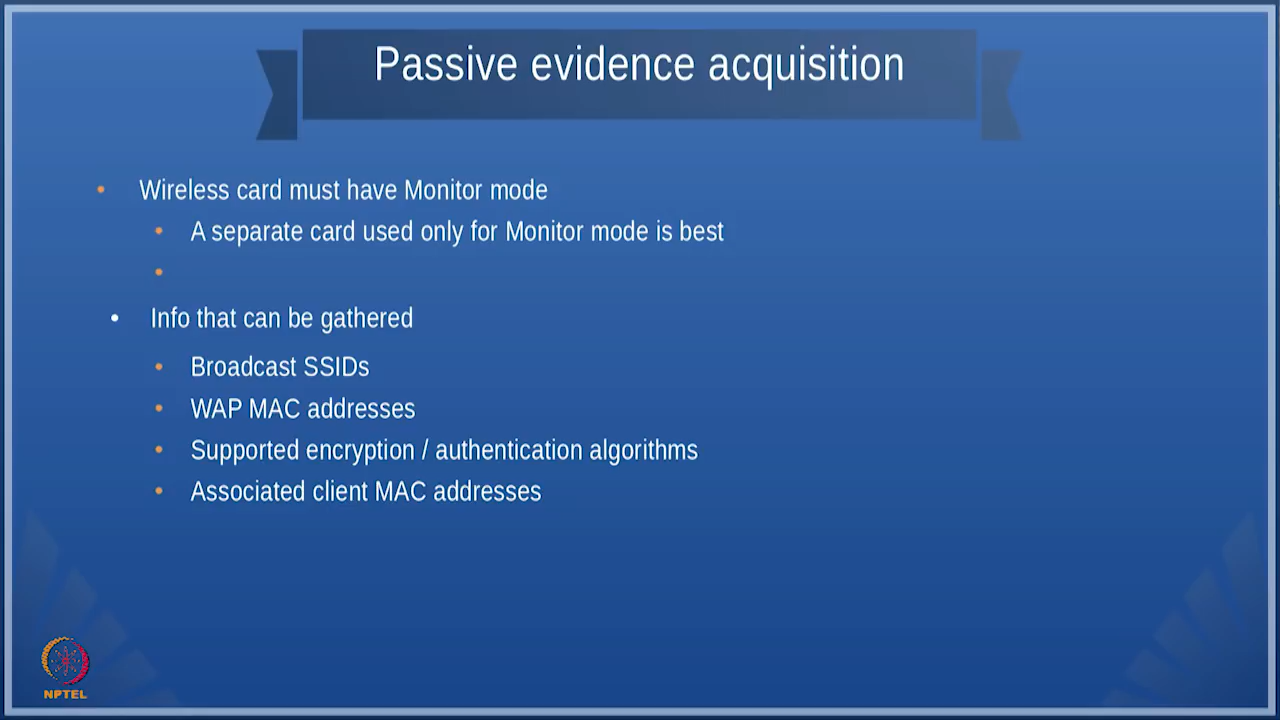 Passive evidence acquisition
Wireless card must have Monitor mode
A separate card used only for Monitor mode is best
Info that can be gathered
Broadcast SSIDs
WAP MAC addresses
Supported encryption / authentication algorithms
Associated client MAC addresses
NPTEL